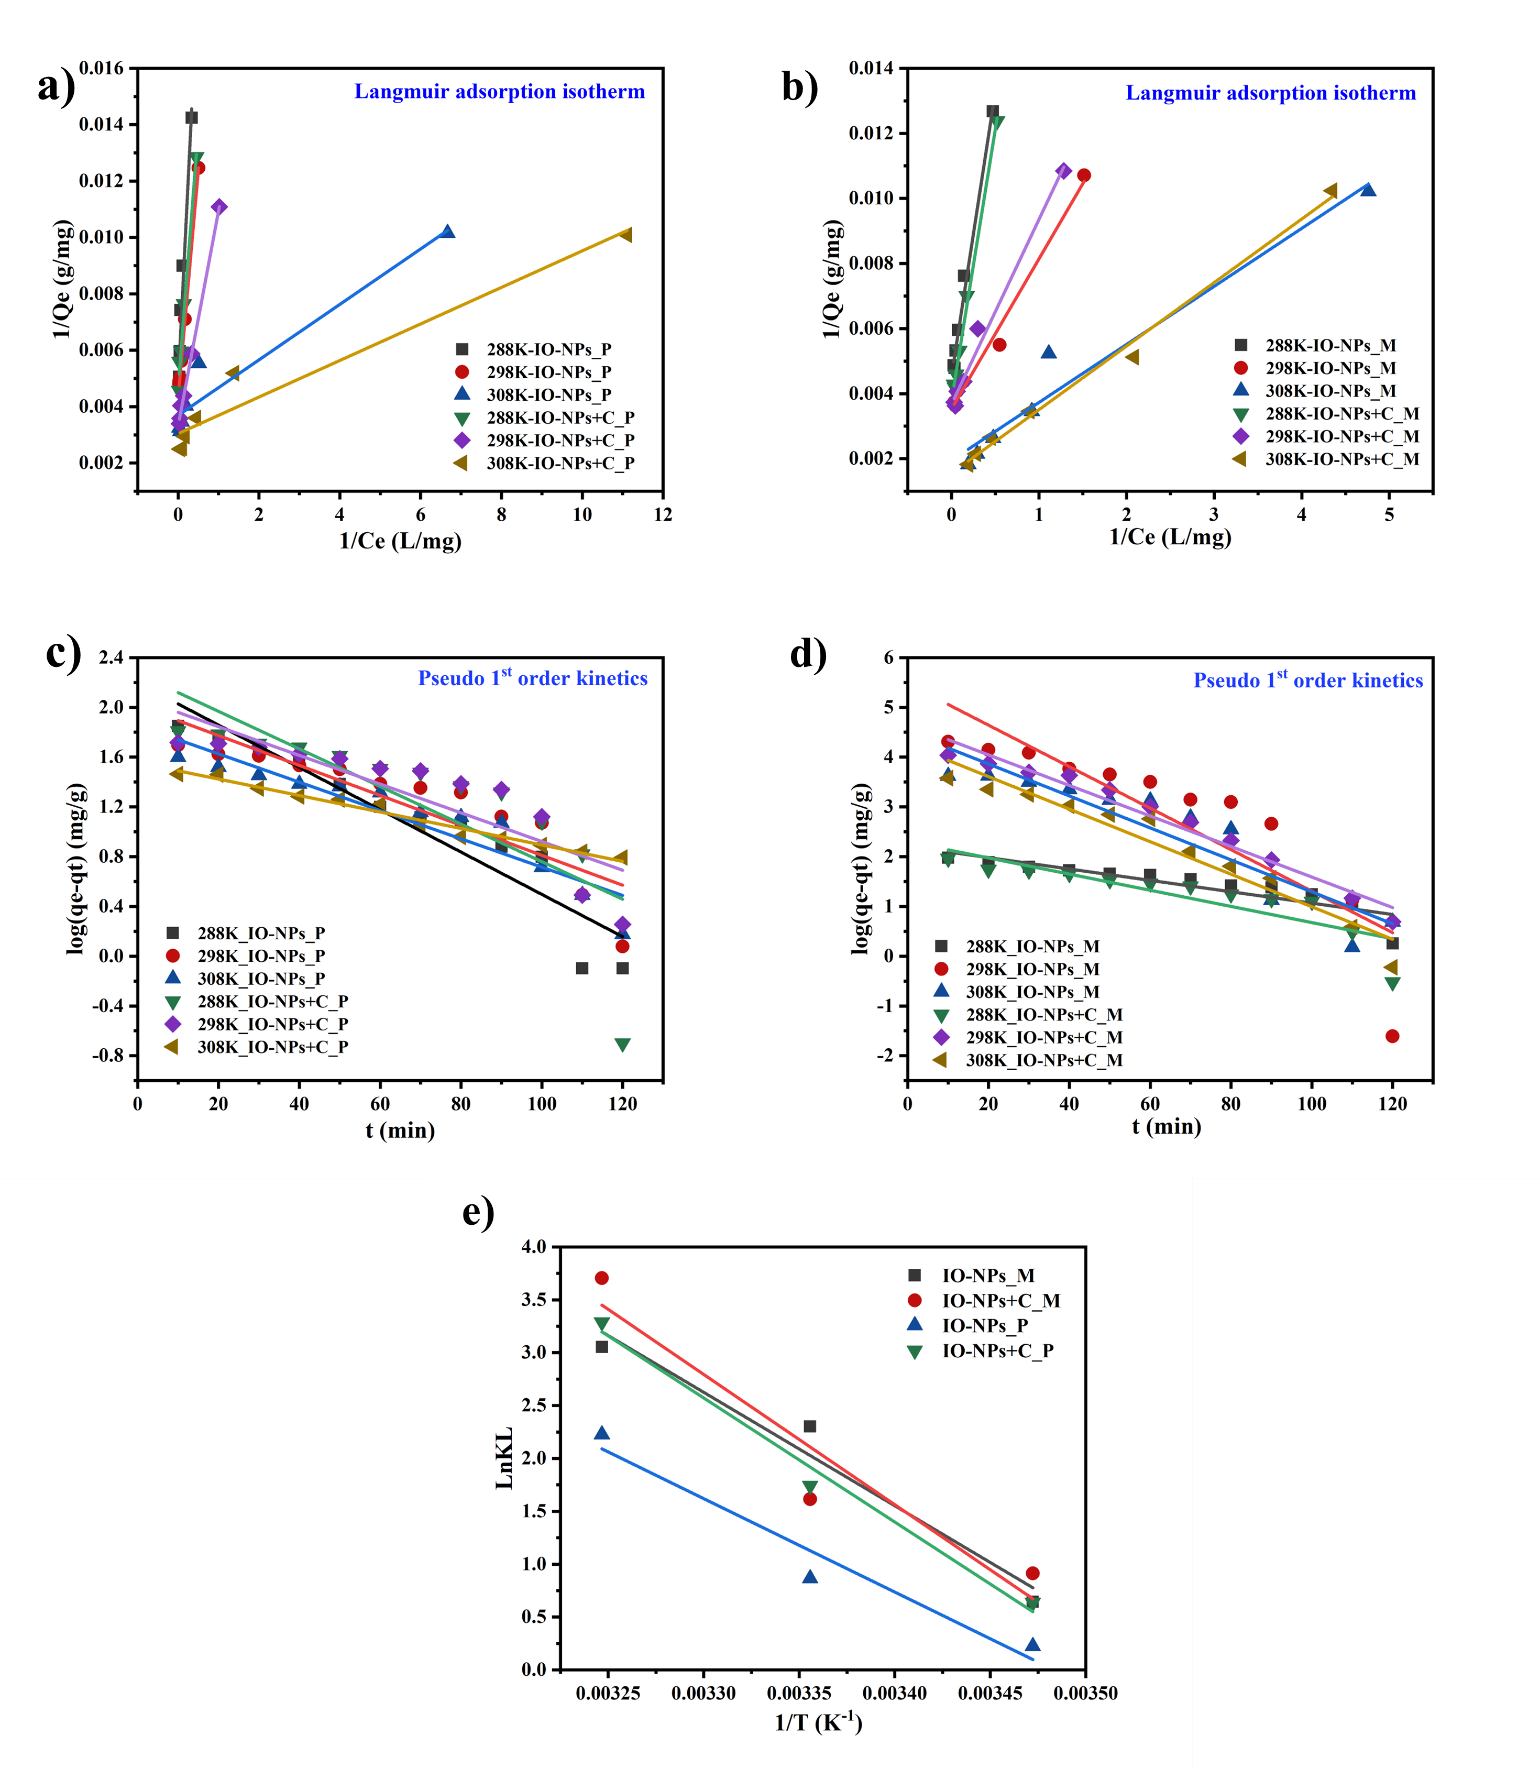 a)
Langmuir adsorption isotherm
0.016
0.014
0.012
0.010
0.008
0.006
0.004
0.002
1/Qe (g/mg)
288K-IO-NPs_P
298K-IO-NPs_P
308K-IO-NPs_P
288K-IO-NPs+C_P
298K-IO-NPs+C_P
308K-IO-NPs+C_P
0 2 4 6 8 10 12
1/Ce (L/mg)
b)
Langmuir adsorption isotherm
0.014
0.012
0.010
0.008
0.006
0.004
0.002
1/Qe (g/mg)
288K-IO-NPs_M
298K-IO-NPs_M
308K-IO-NPs_M
288K-IO-NPs+C_M
298K-IO-NPs+C_M
308K-IO-NPs+C_M
0 1 2 3 4 5
1/Ce (L/mg)
c)
Pseudo 1st order kinetics
2.4
2.0
1.6
1.2
0.8
0.4
0.0
-0.4
-0.8
log(qe-qt) (mg/g)
288K_IO-NPs_P
298K_IO-NPs_P
308K_IO-NPs_P
288K_IO-NPs+C_P
298K_IO-NPs+C_P
308K_IO-NPs+C_P
0 20 40 60 80 100 120
t (min)
d)
Pseudo 1st order kinetics
6
5
4
3
2
1
0
-1
-2
log(qe-qt) (mg/g)
288K_IO-NPs_M
298K_IO-NPs_M
308K_IO-NPs_M
288K_IO-NPs+C_M
298K_IO-NPs+C_M
308K_IO-NPs+C_M
0 20 40 60 80 100 120
t (min)
e)
4.0
3.5
3.0
2.5
2.0
1.5
1.0
0.5
0.0
LnKL
IO-NPs_M
IO-NPs+C_M
IO-NPs_P
IO-NPs+C_P
0.00325 0.00330 0.00335 0.00340 0.00345 0.00350
1/T (K-1)